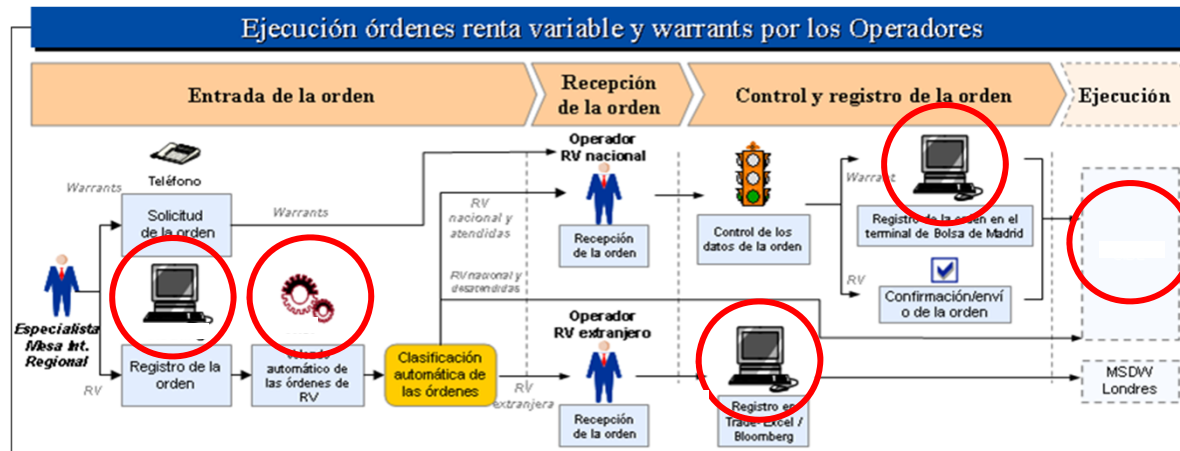 Ejecución órdenes renta variable y warrants por los Operadores
Entrada de la orden
Recepción
de la orden
Control y registro de la orden
Ejecución
Teléfono
Warrants
Solicitud
de la orden
Warrants
Especialista
Mesa Int.
Regional
RV
Registro de la
orden
automático de
las órdenes de
RV
Clasificación
automática de
las órdenes
RV
nacional y
atendidas
RV nacional y
desatendidas
RV
extranjera
Operador
RV nacional
Recepción
de la orden
Operador
RV extranjero
Recepción
de la orden
Control de los
datos de la orden
Warrant
Registro de la orden en el
terminal de Bolsa de Madrid
RV
Confirmación/enví
o de la orden
Registro en
Trade-Excel /
Bloomberg
MSDW
Londres